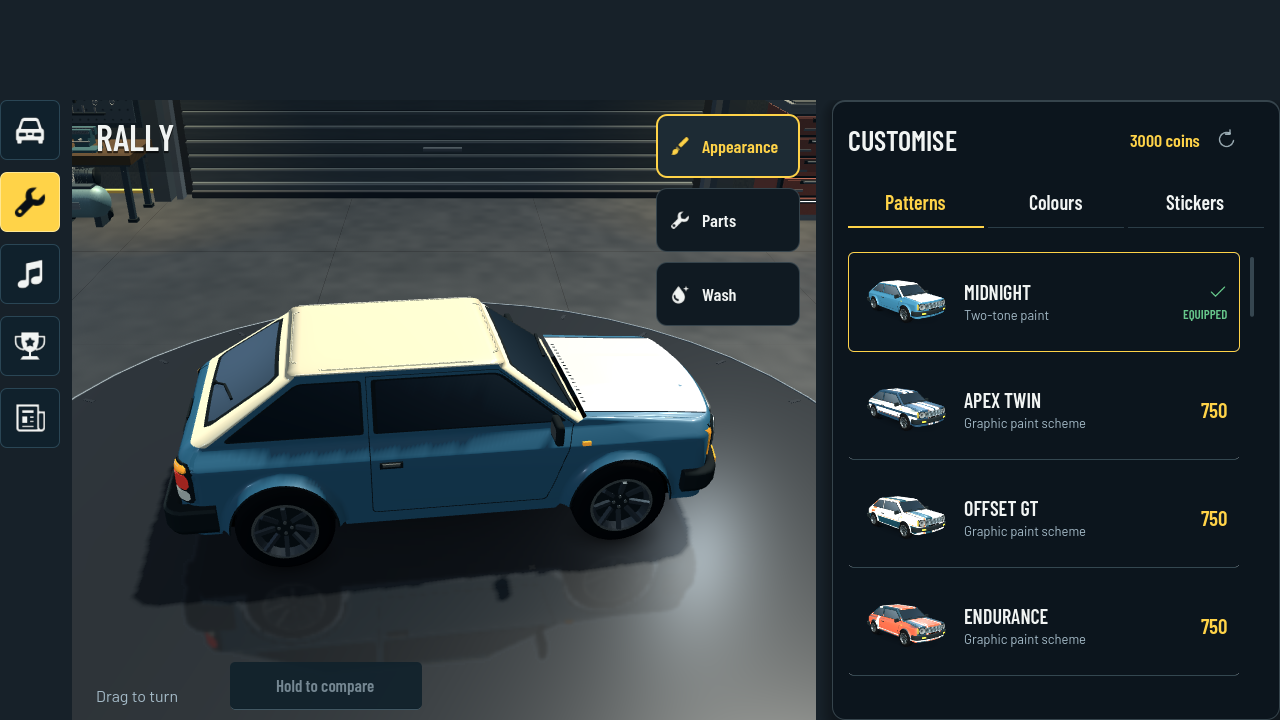 RALLY
Appearance
Parts
Wash
Drag to turn
Hold to compare
CUSTOMISE
3000 coins
Patterns
Colours
Stickers
MIDNIGHT
Two-tone paint
EQUIPPED
APEX TWIN
Graphic paint scheme
750
OFFSET GT
Graphic paint scheme
750
ENDURANCE
Graphic paint scheme
750